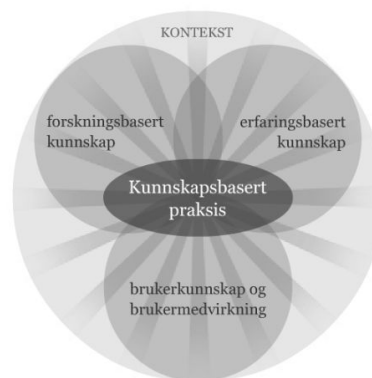 KONTEKST
forskningsbasert
kunnskap
erfaringsbasert
kunnskap
Kunnskapsbasert
praksis
brukerkunnskap og
brukermedvirkning